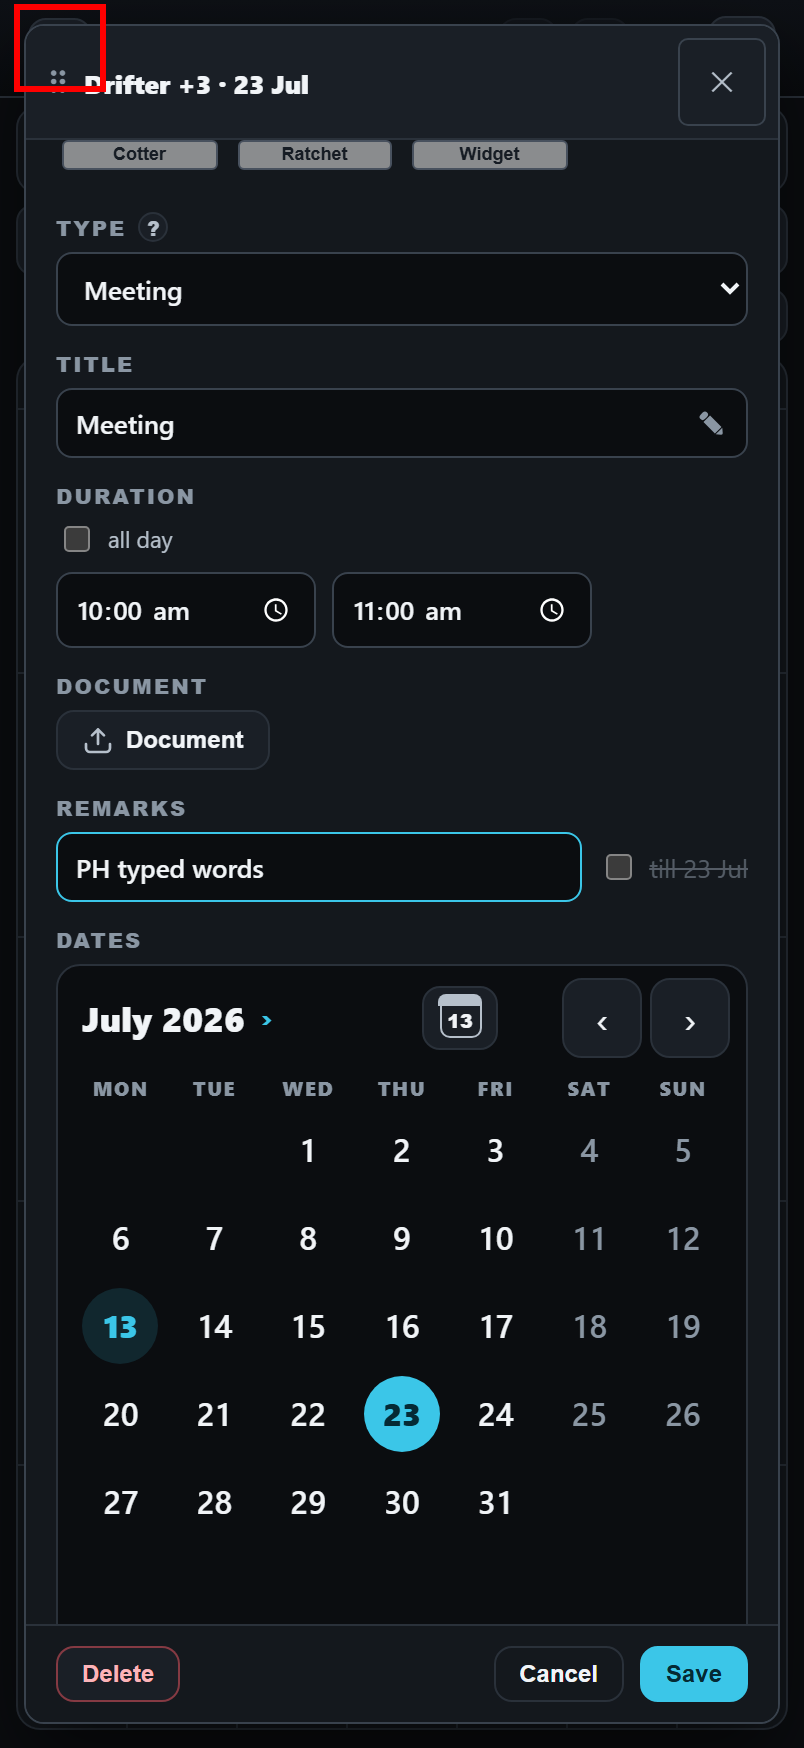 Drifter +3 · 23 Jul
Cotter Ratchet Widget
TYPE ?
Meeting
TITLE
Meeting
DURATION
all day
10:00 am 11:00 am
DOCUMENT
Document
REMARKS
PH typed words till 23 Jul
DATES
July 2026 › 13 ‹ ›
MON TUE WED THU FRI SAT SUN
1 2 3 4 5
6 7 8 9 10 11 12
13 14 15 16 17 18 19
20 21 22 23 24 25 26
27 28 29 30 31
Delete Cancel Save